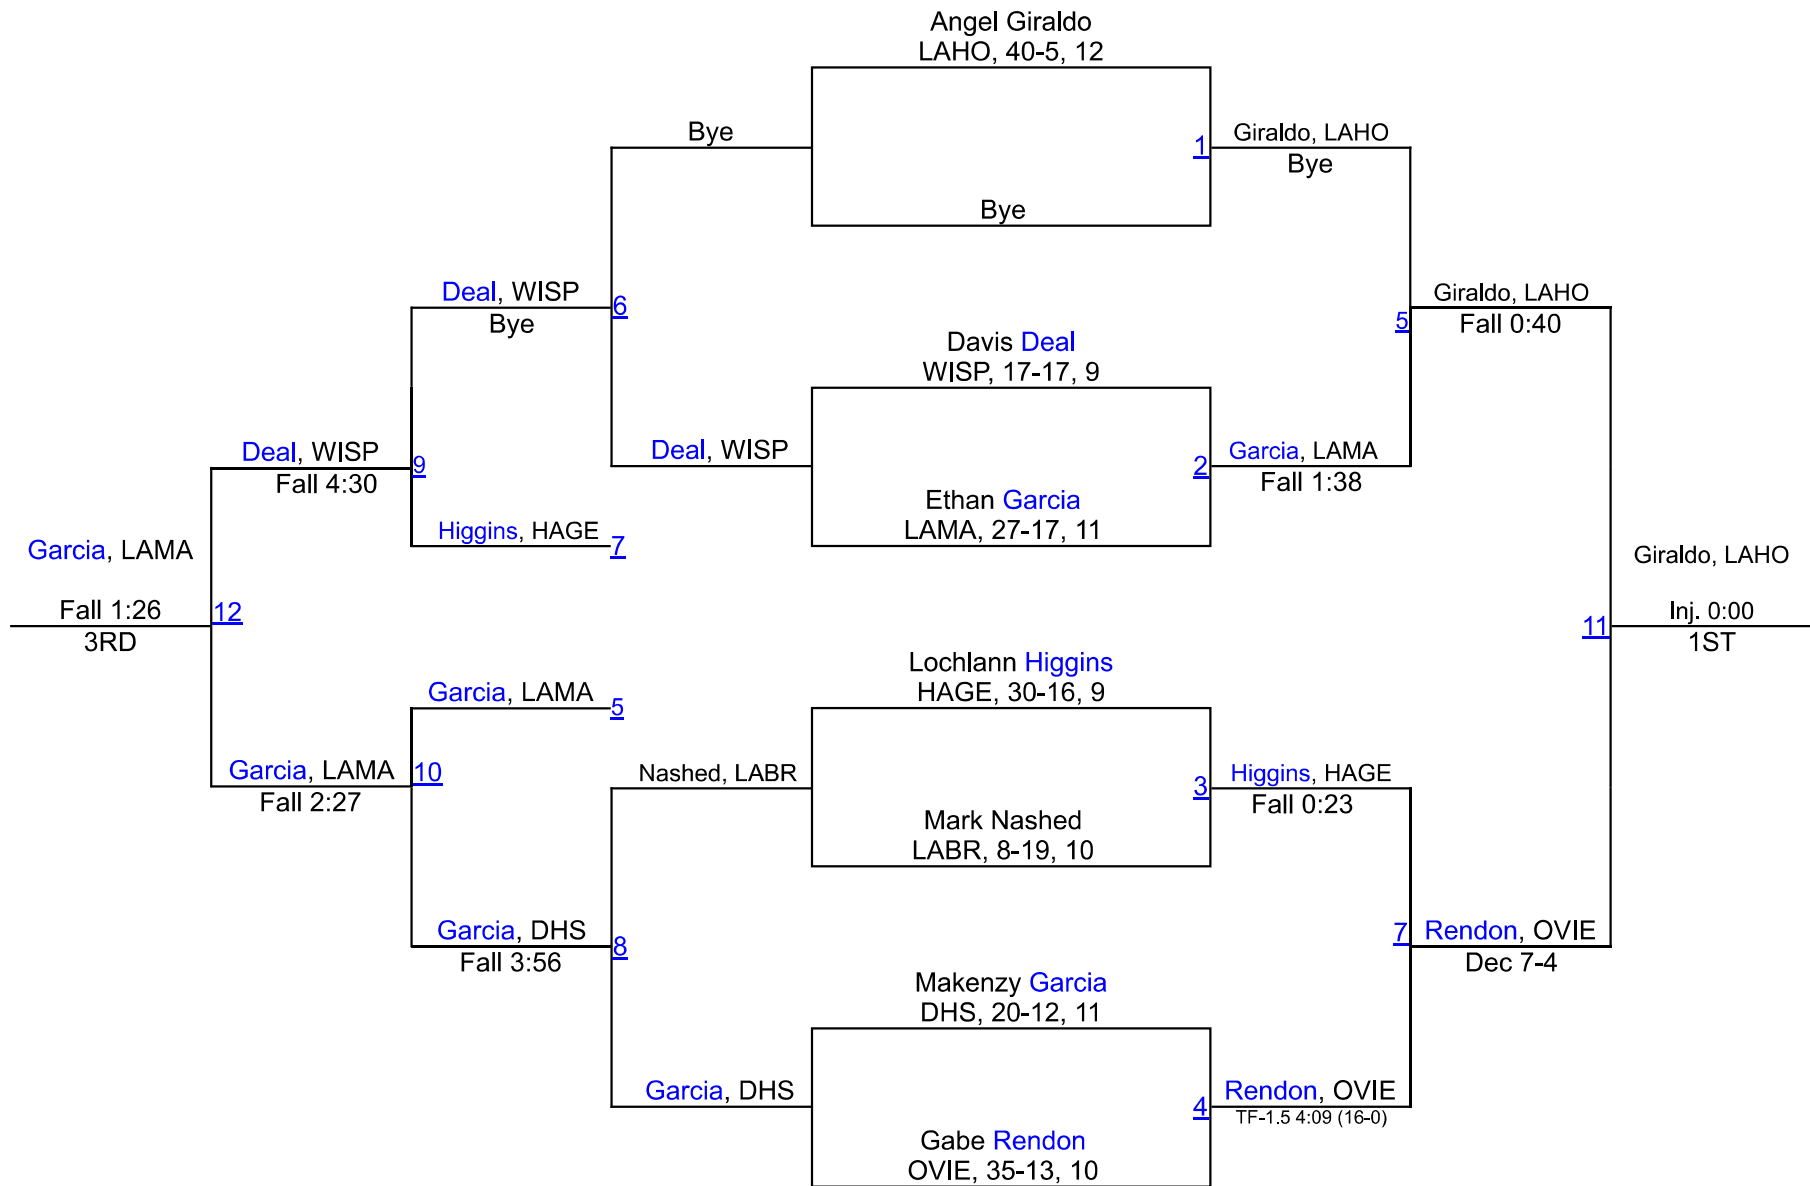 Angel Giraldo
LAHO, 40-5, 12
Bye
1
Giraldo, LAHO
Bye
Bye
Deal, WISP
Bye
6
Giraldo, LAHO
Fall 0:40
5
Davis Deal
WISP, 17-17, 9
Deal, WISP
Fall 4:30
9
Deal, WISP
2
Garcia, LAMA
Fall 1:38
Ethan Garcia
LAMA, 27-17, 11
Higgins, HAGE
7
Garcia, LAMA
Fall 1:26
3RD
12
Giraldo, LAHO
Inj. 0:00
1ST
11
Lochlann Higgins
HAGE, 30-16, 9
Garcia, LAMA
5
Garcia, LAMA
Fall 2:27
10
Nashed, LABR
3
Higgins, HAGE
Fall 0:23
Mark Nashed
LABR, 8-19, 10
Garcia, DHS
Fall 3:56
8
7
Rendon, OVIE
Dec 7-4
Makenzy Garcia
DHS, 20-12, 11
Garcia, DHS
4
Rendon, OVIE
TF-1.5 4:09 (16-0)
Gabe Rendon
OVIE, 35-13, 10